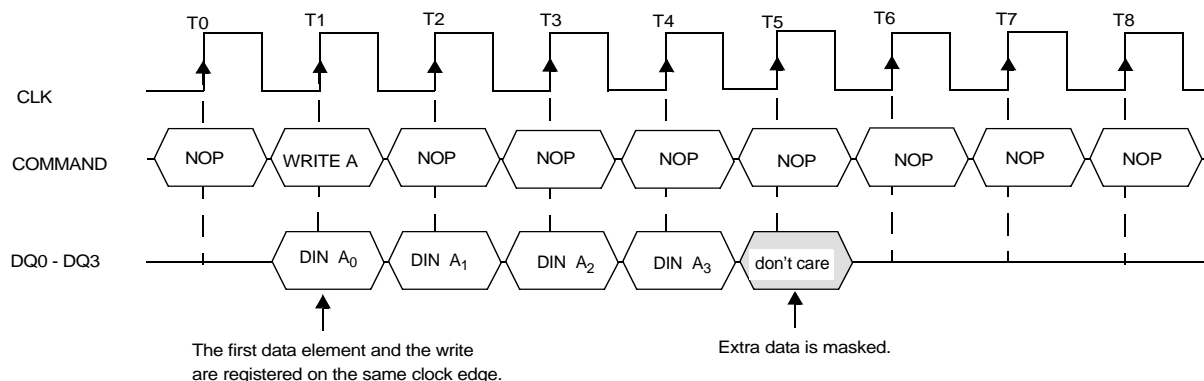 T0 T1 T2 T3 T4 T5 T6 T7 T8
CLK
COMMAND NOP WRITE A NOP NOP NOP NOP NOP NOP NOP
DQ0 - DQ3 DIN A0 DIN A1 DIN A2 DIN A3 don't care
The first data element and the write
are registered on the same clock edge.
Extra data is masked.